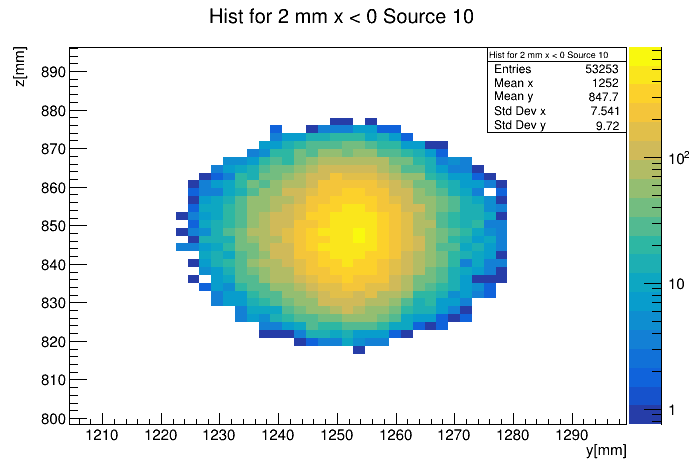 Hist for 2 mm x < 0 Source 10
z[mm]
Hist for 2 mm x < 0 Source 10
Entries 53253
Mean x 1252
Mean y 847.7
Std Dev x 7.541
Std Dev y 9.72
890
880
870
860
850
840
830
820
810
800
10²
10
1
1210 1220 1230 1240 1250 1260 1270 1280 1290
y[mm]